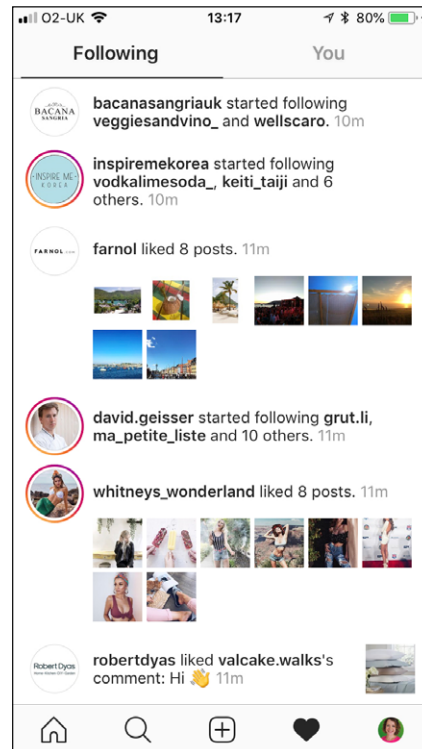 O2-UK 13:17 80%
Following You
BACANA
SANGRIA
bacanasangriauk started following
veggiesandvino_ and wellscaro. 10m
-INSPIRE ME-
KOREA
inspiremekorea started following
vodkalimesoda_, keiti_taiji and 6
others. 10m
FARNOL
farnol liked 8 posts. 11m
david.geisser started following grut.li,
ma_petite_liste and 10 others. 11m
whitneys_wonderland liked 8 posts. 11m
Robert Dyas
robertdyas liked valcake.walks's
comment: Hi 👋 11m